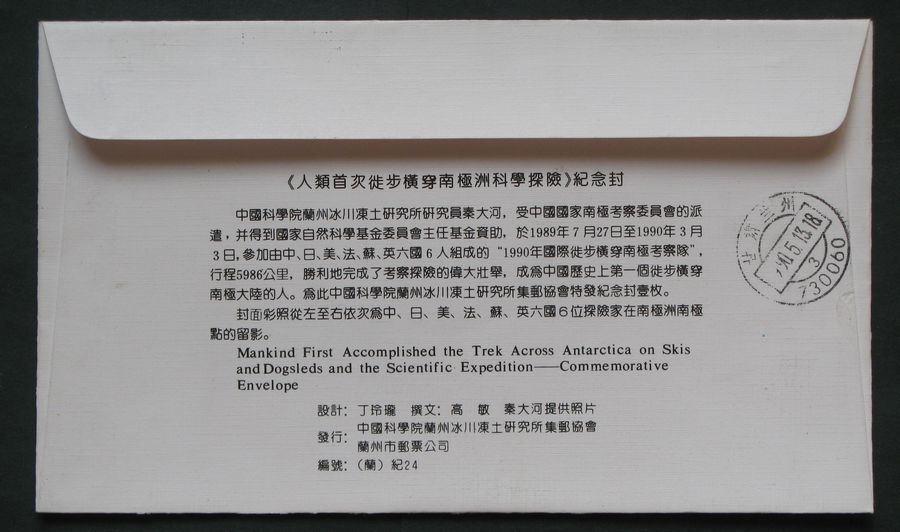 《人類首次徙步橫穿南極洲科學探險》紀念封
中國科學院蘭州冰川凍土研究所研究員秦大河，受中國國家南極考察委員會的派
遣，并得到國家自然科學基金委員會主任基金資助，於1989年7月27日至1990年3月
3日，參加由中、日、美、法、蘇、英六國6人組成的“1990年國際徙步橫穿南極考察隊”，
行程5986公里，勝利地完成了考察探險的偉大壯舉，成爲中國歷史上第一個徙步橫穿
南極大陸的人。爲此中國科學院蘭州冰川凍土研究所集郵協會特發紀念封壹枚。
封面彩照從左至右依次爲中、日、美、法、蘇、英六國6位探險家在南極洲南極
點的留影。
Mankind First Accomplished the Trek Across Antarctica on Skis
and Dogsleds and the Scientific Expedition——Commemorative
Envelope
設計：丁玲瓏 撰文：高 敏 秦大河提供照片
發行：中國科學院蘭州冰川凍土研究所集郵協會
蘭州市郵票公司
編號：（蘭）紀24
州
3
730060